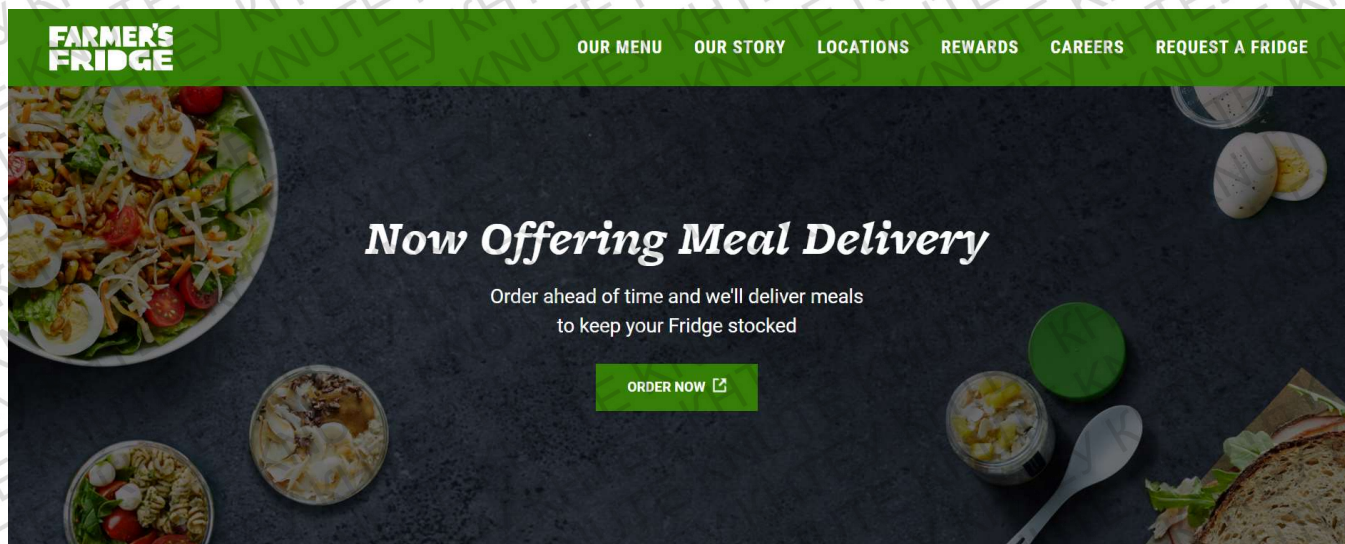 FARMER'S
FRIDGE
OUR MENU OUR STORY LOCATIONS REWARDS CAREERS REQUEST A FRIDGE
Now Offering Meal Delivery
Order ahead of time and we'll deliver meals
to keep your Fridge stocked
ORDER NOW